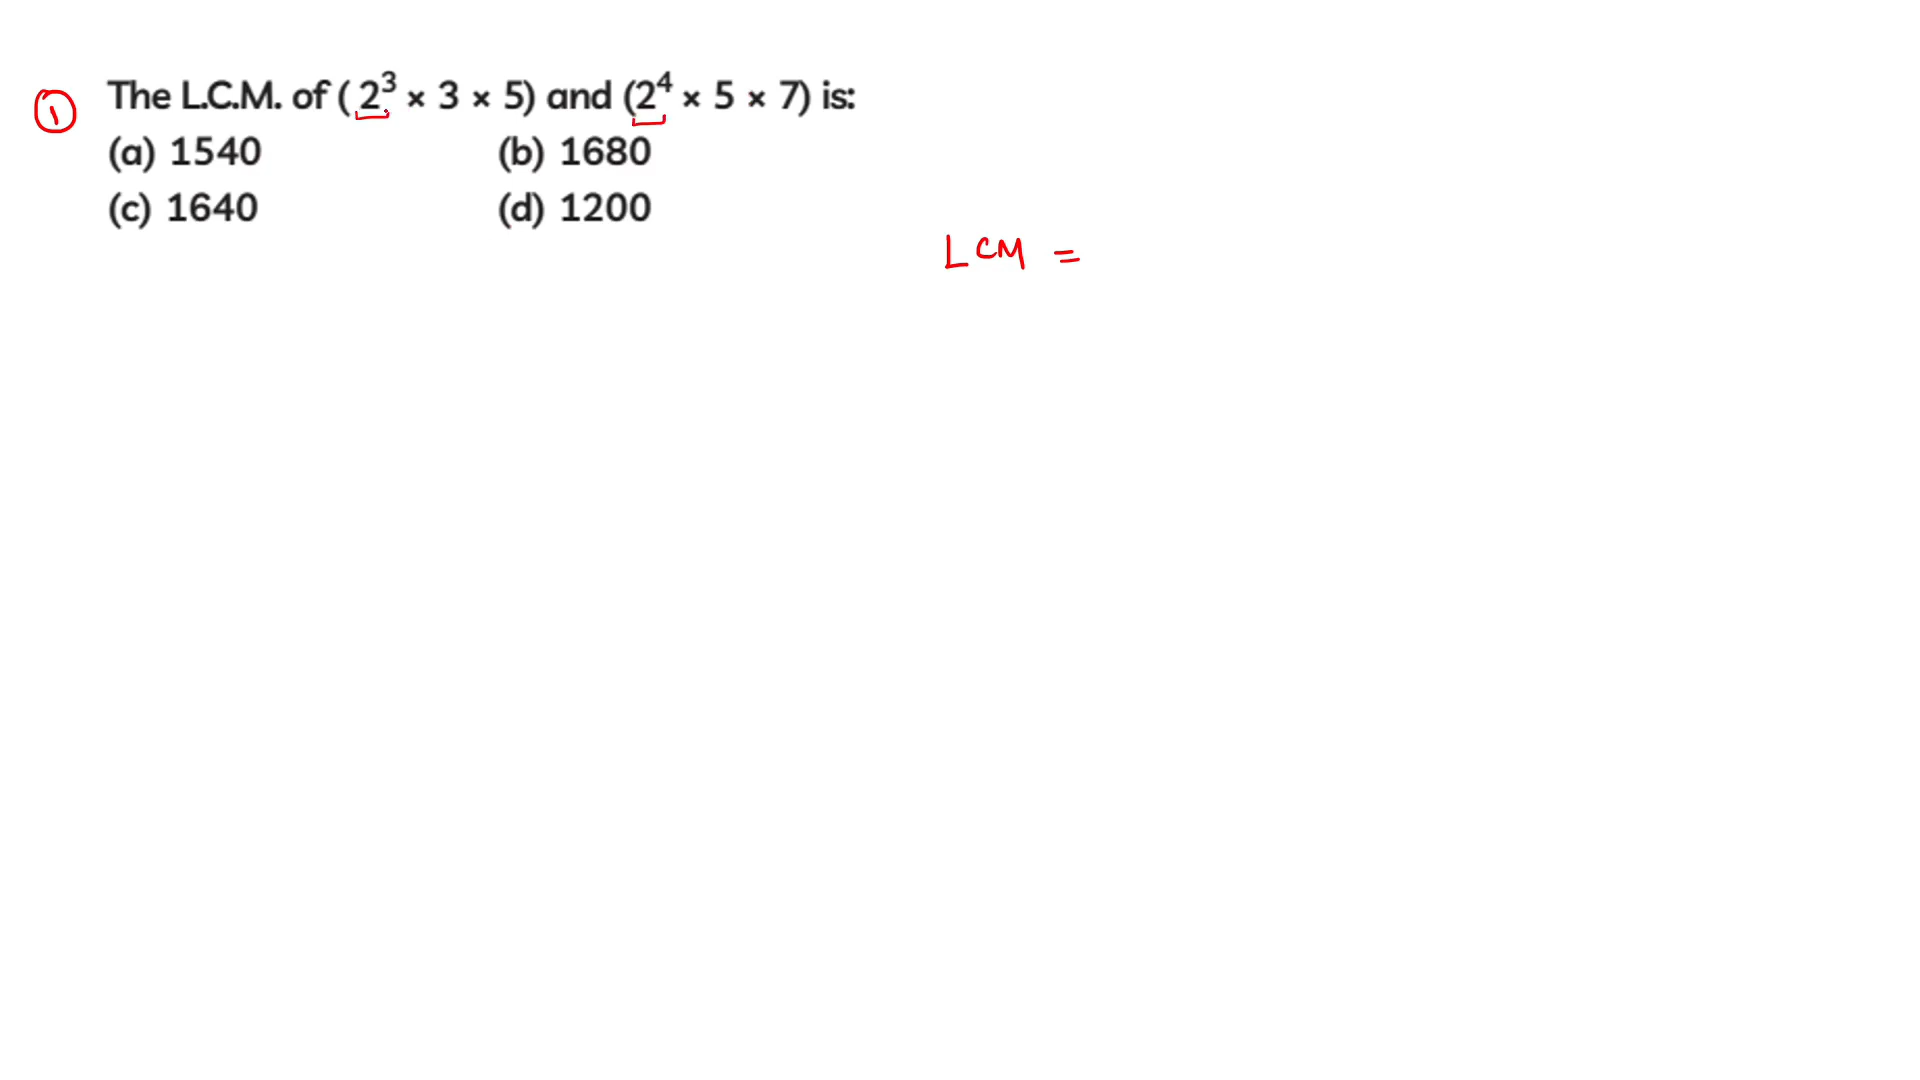 ① The L.C.M. of ( 2³ × 3 × 5) and (2⁴ × 5 × 7) is:
(a) 1540 (b) 1680
(c) 1640 (d) 1200
LCM =